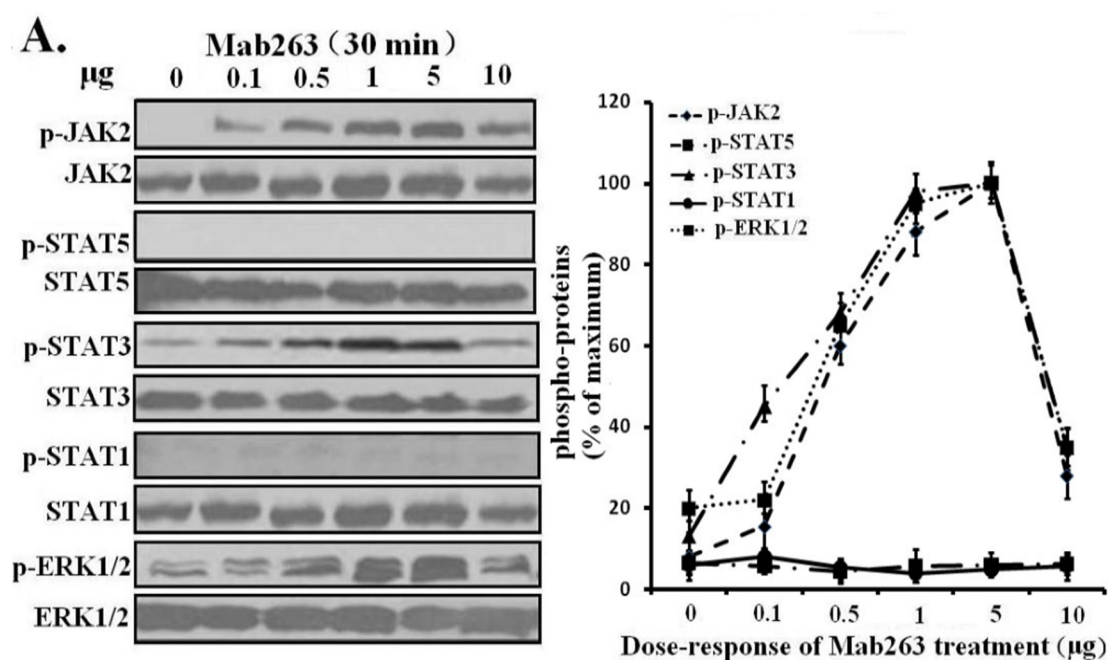 A.
Mab263（30 min）
μg 0 0.1 0.5 1 5 10
p-JAK2
JAK2
p-STAT5
STAT5
p-STAT3
STAT3
p-STAT1
STAT1
p-ERK1/2
ERK1/2
phospho-proteins
(% of maximum)
120
100
80
60
40
20
0
p-JAK2
p-STAT5
p-STAT3
p-STAT1
p-ERK1/2
0 0.1 0.5 1 5 10
Dose-response of Mab263 treatment（μg）